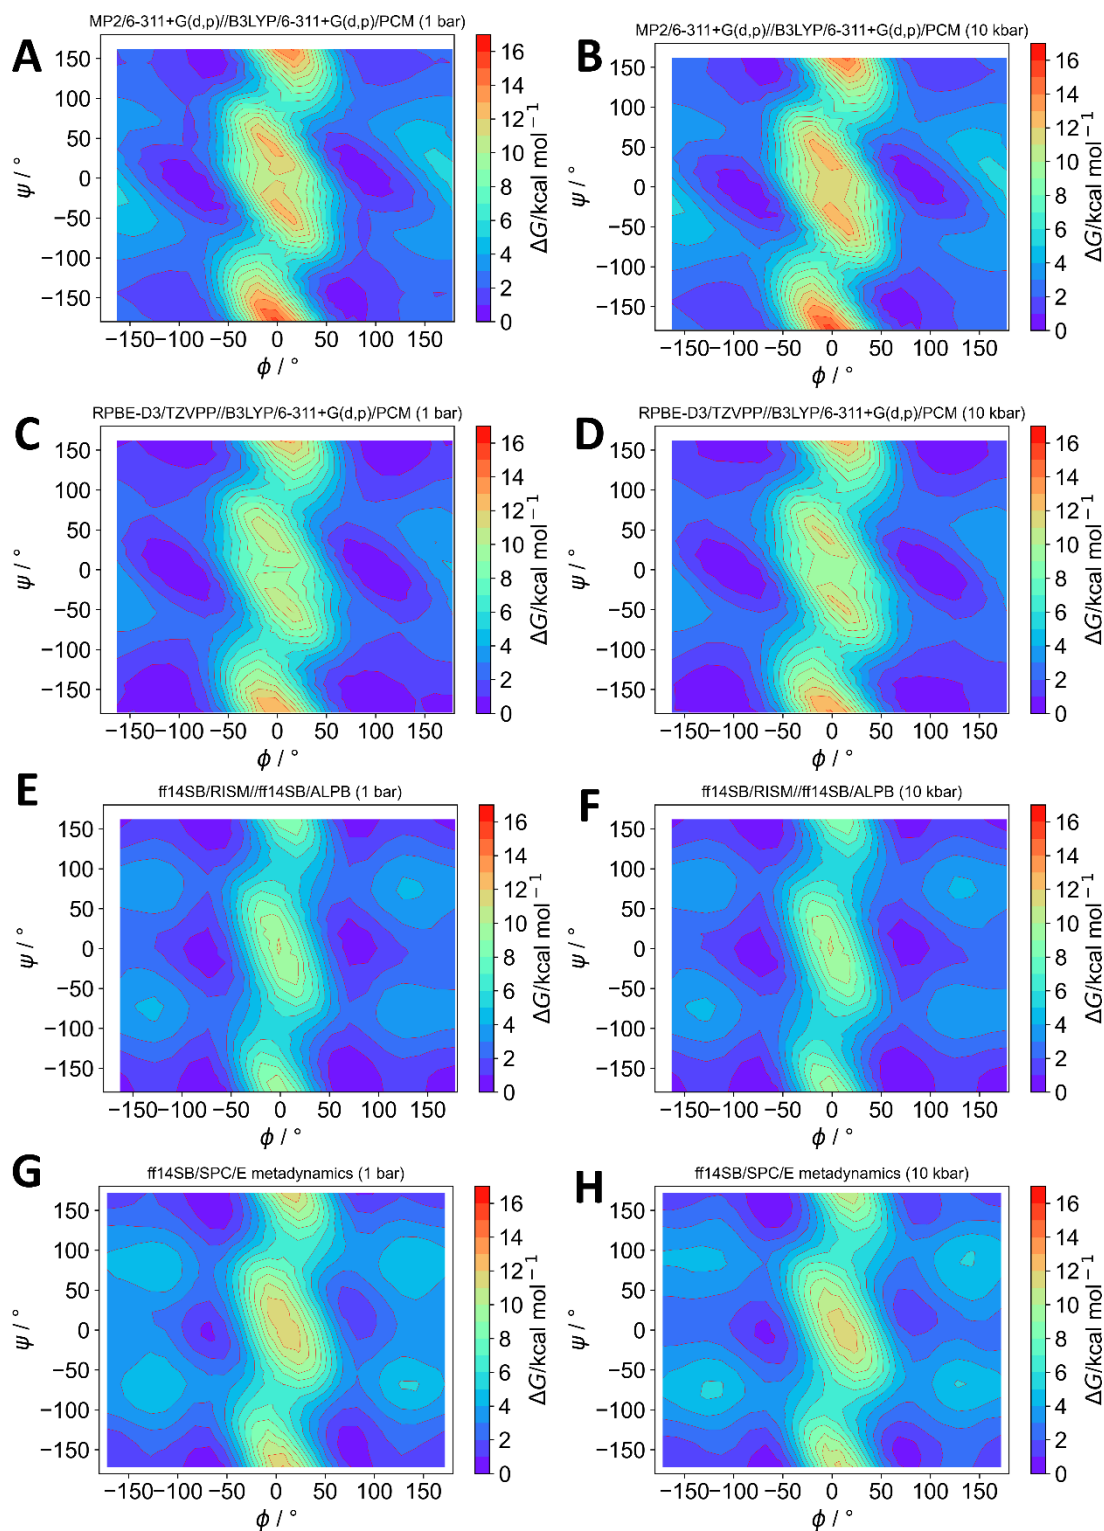 A
MP2/6-311+G(d,p)//B3LYP/6-311+G(d,p)/PCM (1 bar)
150
100
50
0
−50
−100
−150
ψ / °
−150−100 −50 0 50 100 150
ϕ / °
16
14
12
10
8
6
4
2
0
ΔG/kcal mol⁻¹
B
MP2/6-311+G(d,p)//B3LYP/6-311+G(d,p)/PCM (10 kbar)
150
100
50
0
−50
−100
−150
ψ / °
−150−100 −50 0 50 100 150
ϕ / °
16
14
12
10
8
6
4
2
0
ΔG/kcal mol⁻¹
C
RPBE-D3/TZVPP//B3LYP/6-311+G(d,p)/PCM (1 bar)
150
100
50
0
−50
−100
−150
ψ / °
−150−100 −50 0 50 100 150
ϕ / °
16
14
12
10
8
6
4
2
0
ΔG/kcal mol⁻¹
D
RPBE-D3/TZVPP//B3LYP/6-311+G(d,p)/PCM (10 kbar)
150
100
50
0
−50
−100
−150
ψ / °
−150−100 −50 0 50 100 150
ϕ / °
16
14
12
10
8
6
4
2
0
ΔG/kcal mol⁻¹
E
ff14SB/RISM//ff14SB/ALPB (1 bar)
150
100
50
0
−50
−100
−150
ψ / °
−150−100 −50 0 50 100 150
ϕ / °
16
14
12
10
8
6
4
2
0
ΔG/kcal mol⁻¹
F
ff14SB/RISM//ff14SB/ALPB (10 kbar)
150
100
50
0
−50
−100
−150
ψ / °
−150−100 −50 0 50 100 150
ϕ / °
16
14
12
10
8
6
4
2
0
ΔG/kcal mol⁻¹
G
ff14SB/SPC/E metadynamics (1 bar)
150
100
50
0
−50
−100
−150
ψ / °
−150−100 −50 0 50 100 150
ϕ / °
16
14
12
10
8
6
4
2
0
ΔG/kcal mol⁻¹
H
ff14SB/SPC/E metadynamics (10 kbar)
150
100
50
0
−50
−100
−150
ψ / °
−150−100 −50 0 50 100 150
ϕ / °
16
14
12
10
8
6
4
2
0
ΔG/kcal mol⁻¹